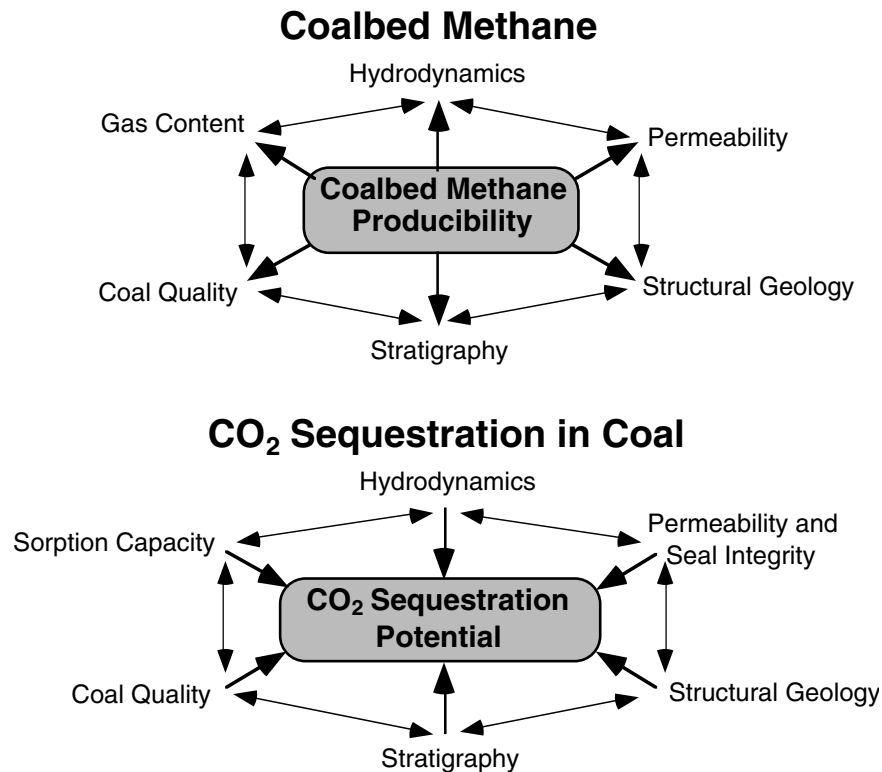 Coalbed Methane
Hydrodynamics
Gas Content
Permeability
Coalbed Methane
Producibility
Coal Quality
Structural Geology
Stratigraphy
CO₂ Sequestration in Coal
Hydrodynamics
Sorption Capacity
Permeability and
Seal Integrity
CO₂ Sequestration
Potential
Coal Quality
Structural Geology
Stratigraphy